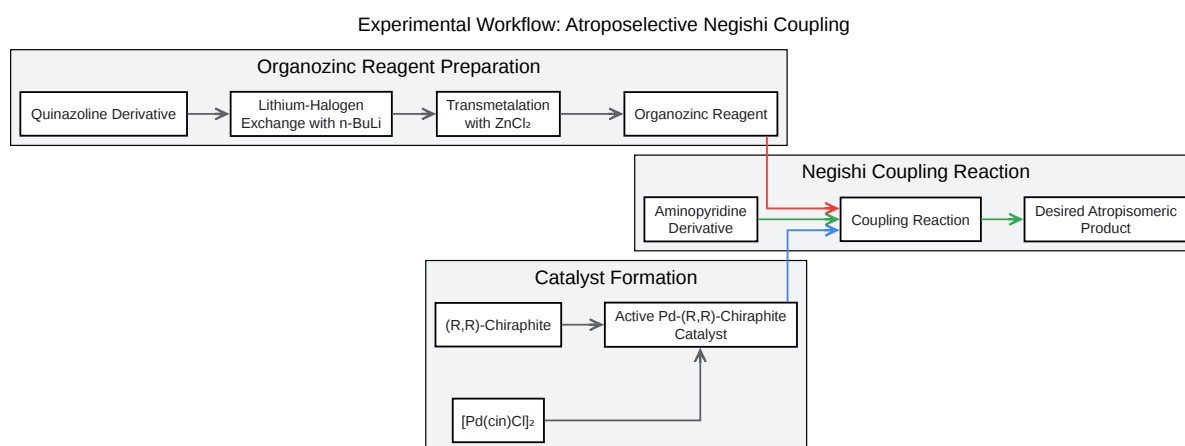 Experimental Workflow: Atroposelective Negishi Coupling
Organozinc Reagent Preparation
Quinazoline Derivative
Lithium-Halogen
Exchange with n-BuLi
Transmetalation
with ZnCl₂
Organozinc Reagent
Negishi Coupling Reaction
Aminopyridine
Derivative
Coupling Reaction
Desired Atropisomeric
Product
Catalyst Formation
(R,R)-Chiraphite
Active Pd-(R,R)-Chiraphite
Catalyst
[Pd(cin)Cl]₂